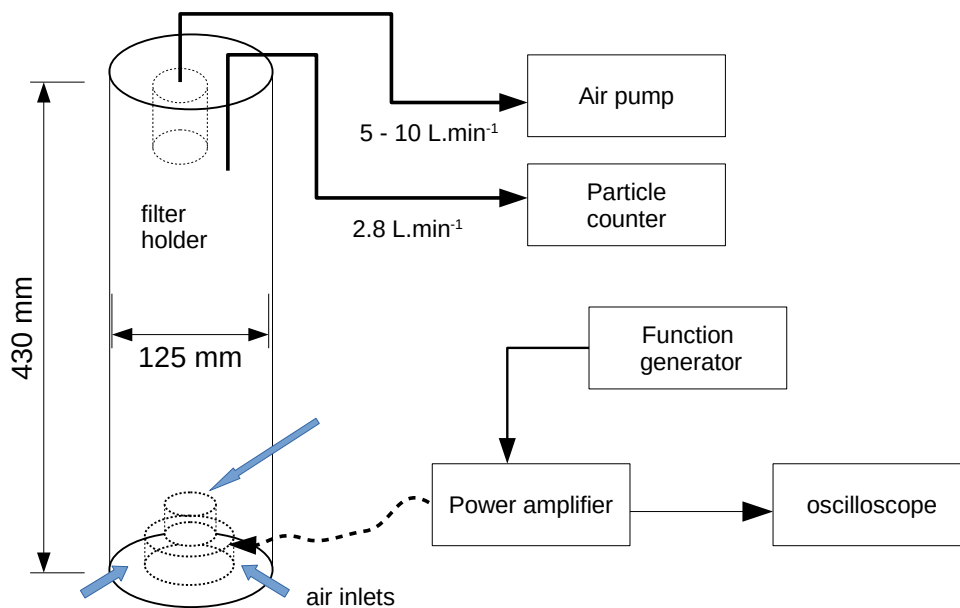 Air pump
5 - 10 L.min-1
Particle
counter
2.8 L.min-1
filter
holder
430 mm
125 mm
Function
generator
Power amplifier
oscilloscope
air inlets